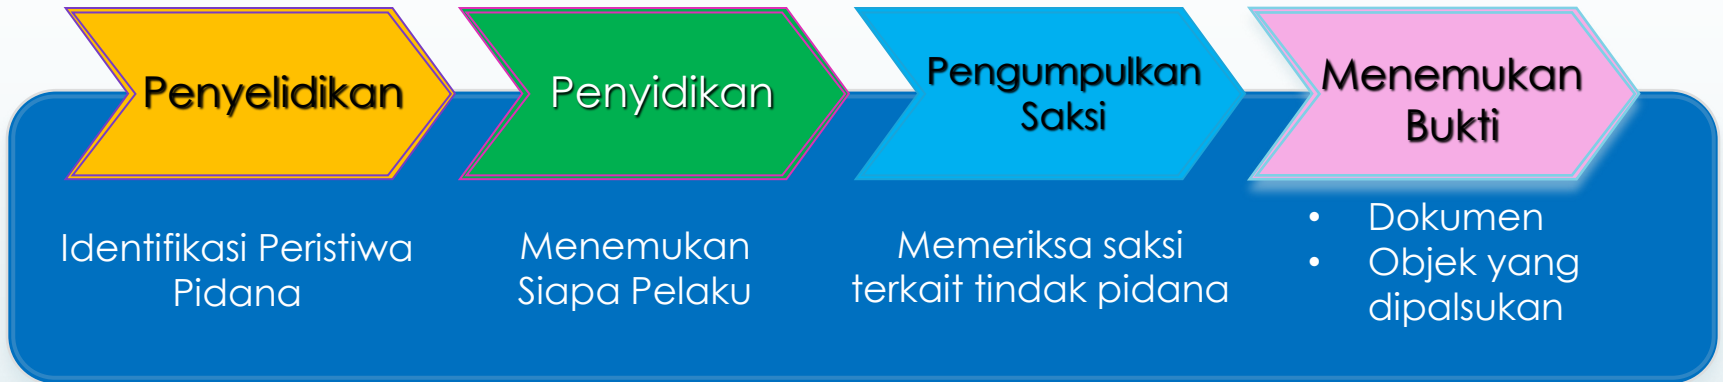 Penyelidikan
Identifikasi Peristiwa
Pidana
Penyidikan
Menemukan
Siapa Pelaku
Pengumpulkan
Saksi
Memeriksa saksi
terkait tindak pidana
Menemukan
Bukti
• Dokumen
• Objek yang
dipalsukan